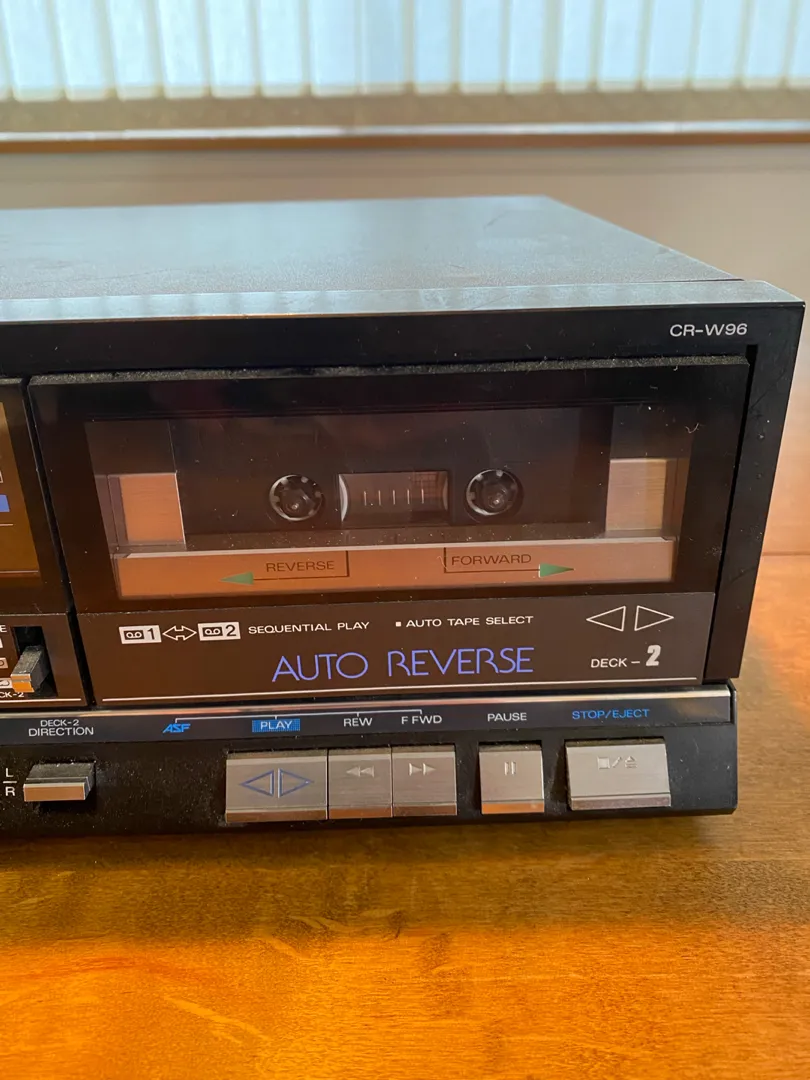 CR-W96
REVERSE FORWARD
1 2 SEQUENTIAL PLAY ▪ AUTO TAPE SELECT
AUTO REVERSE
DECK – 2
DECK-2
DIRECTION
ASF PLAY REW F FWD PAUSE STOP/EJECT
L
R